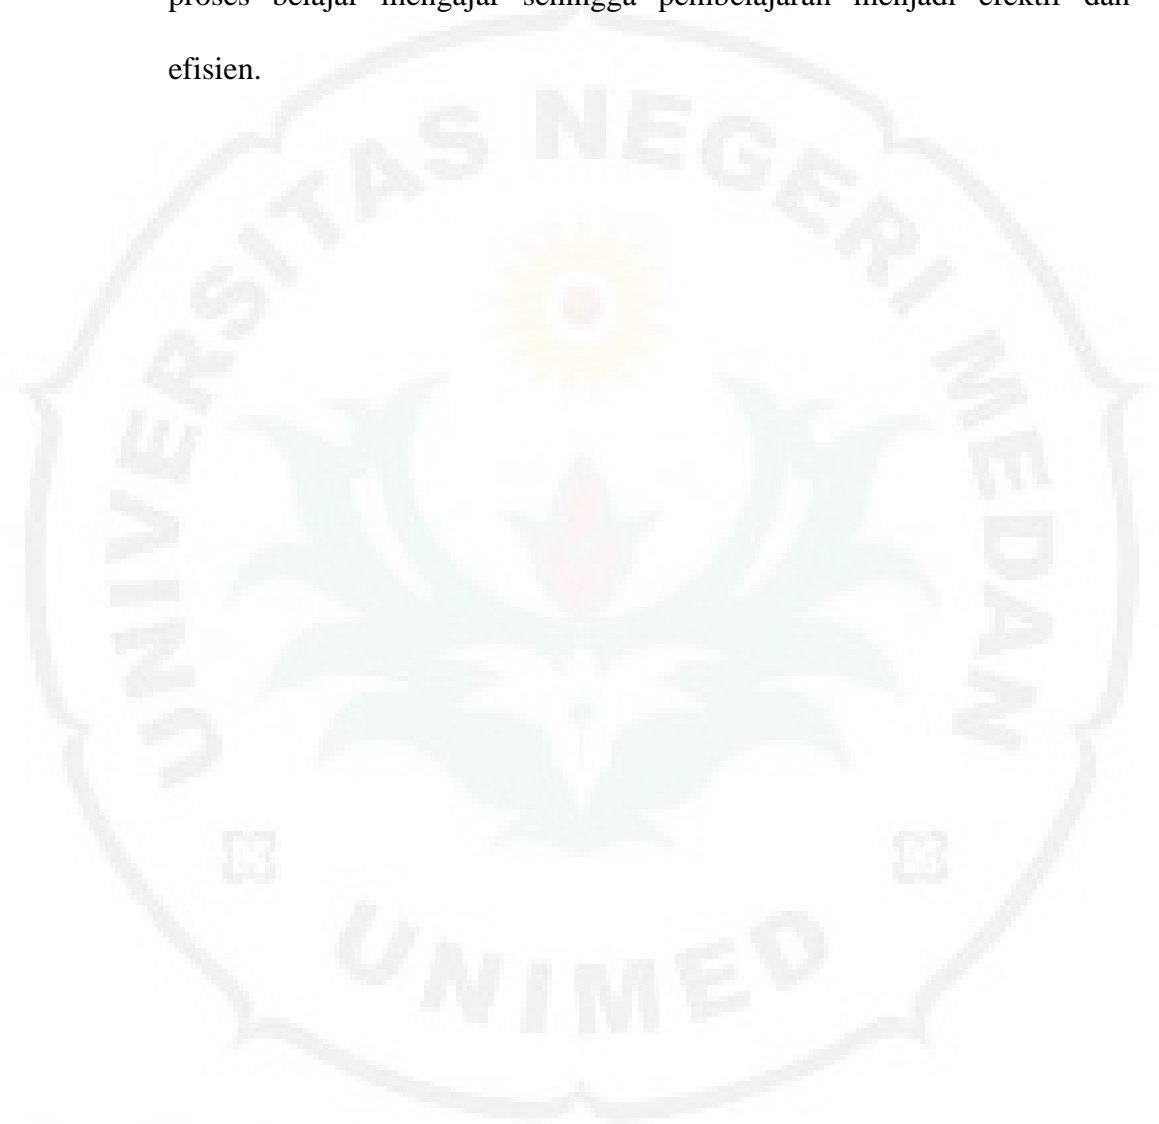 proses belajar mengajar sehingga pembelajaran menjadi efektif dan
efisien.
UNIVERSITAS NEGERI MEDAN
UNIMED